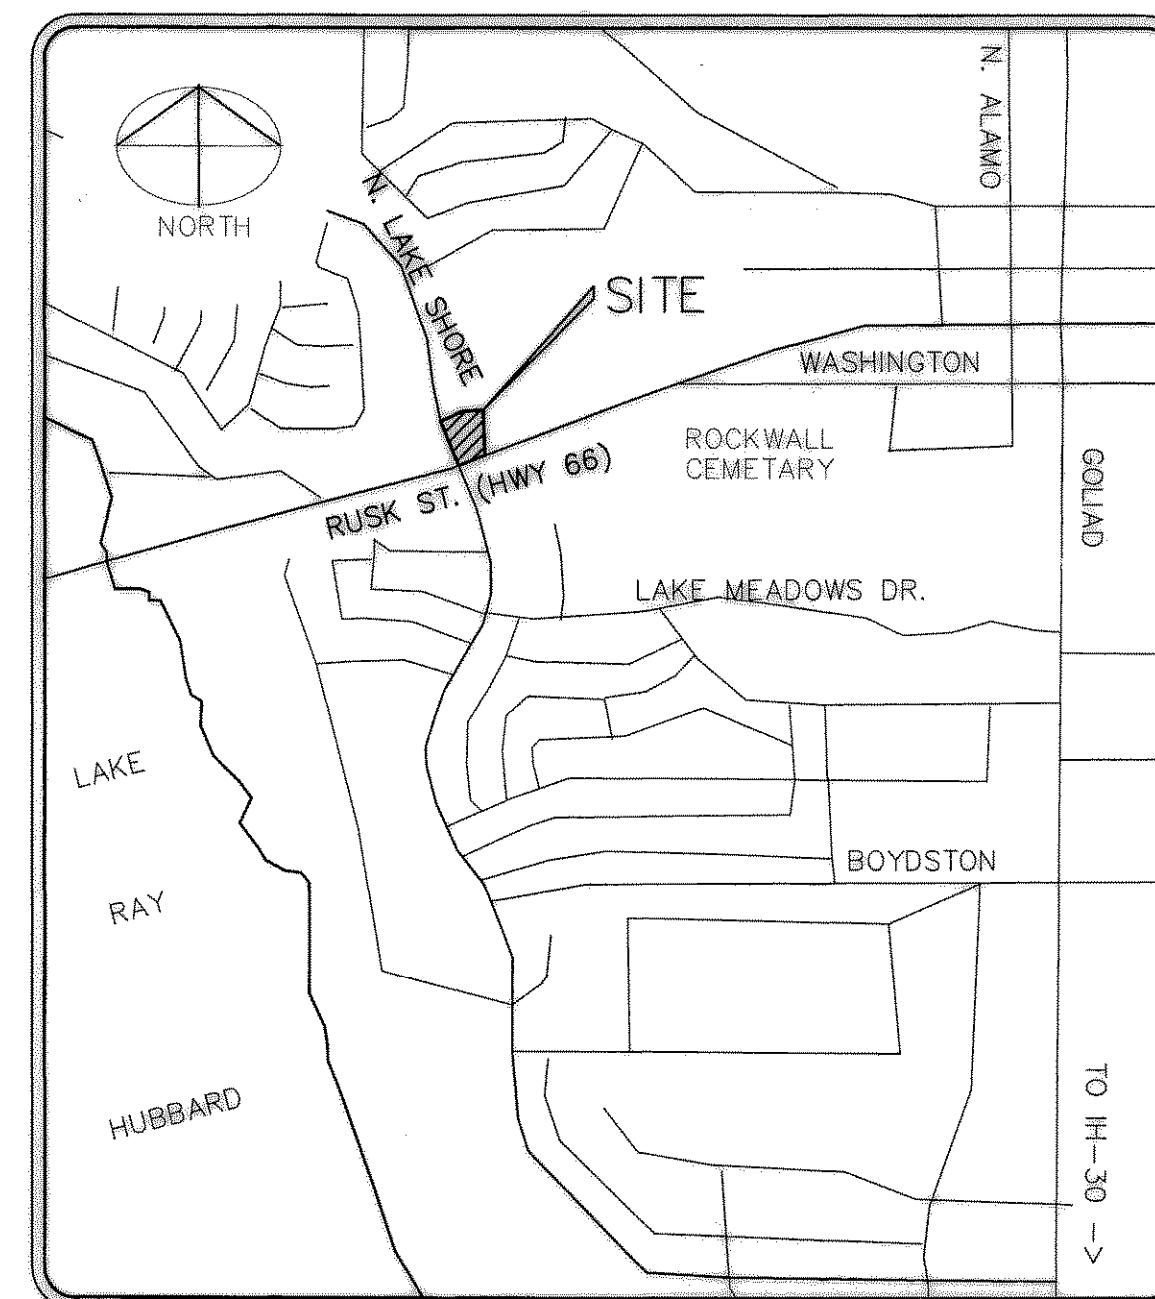 N. ALAMO
NORTH
N. LAKE SHORE
SITE
WASHINGTON
ROCKWALL
CEMETARY
RUSK ST. (HWY 66)
GOLIAD
LAKE MEADOWS DR.
LAKE
BOYDSTON
RAY
HUBBARD
TO IH-30 ->